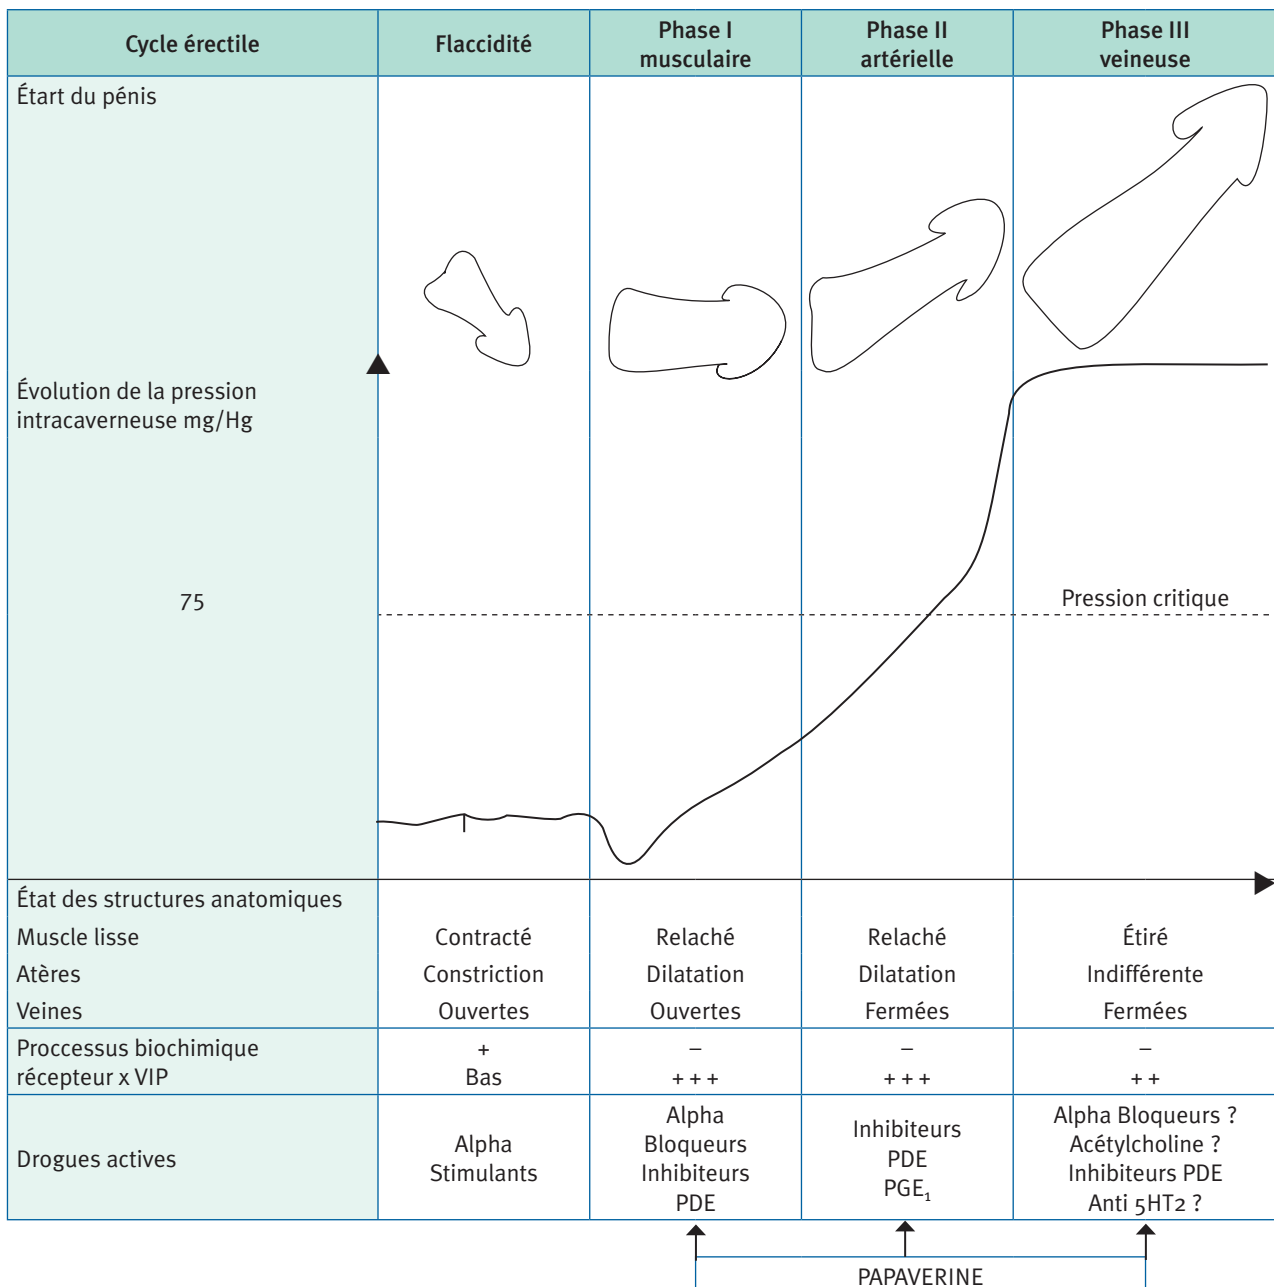 Cycle érectile
Flaccidité
Phase I
musculaire
Phase II
artérielle
Phase III
veineuse
Étart du pénis
Évolution de la pression
intracaverneuse mg/Hg
75
Pression critique
État des structures anatomiques
Muscle lisse
Contracté
Relaché
Relaché
Étiré
Atères
Constriction
Dilatation
Dilatation
Indifférente
Veines
Ouvertes
Ouvertes
Fermées
Fermées
Proccessus biochimique
récepteur x VIP
+
Bas
–
+ + +
–
+ + +
–
+ +
Drogues actives
Alpha
Stimulants
Alpha
Bloqueurs
Inhibiteurs
PDE
Inhibiteurs
PDE
PGE₁
Alpha Bloqueurs ?
Acétylcholine ?
Inhibiteurs PDE
Anti 5HT2 ?
PAPAVERINE